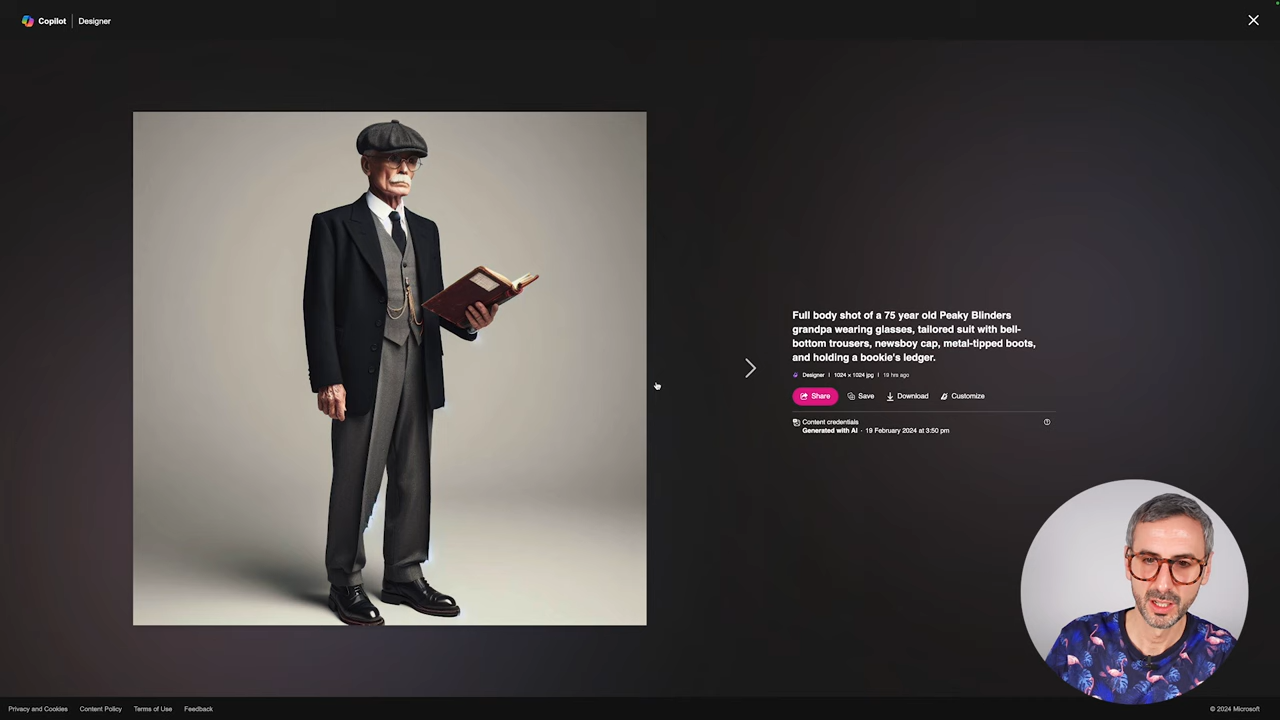 Copilot | Designer
Full body shot of a 75 year old Peaky Blinders
grandpa wearing glasses, tailored suit with bell-
bottom trousers, newsboy cap, metal-tipped boots,
and holding a bookie's ledger.
Designer | 1024 × 1024 jpg | 19 hrs ago
Share Save Download Customize
Content credentials
Generated with AI · 19 February 2024 at 3:50 pm
Privacy and Cookies Content Policy Terms of Use Feedback © 2024 Microsoft